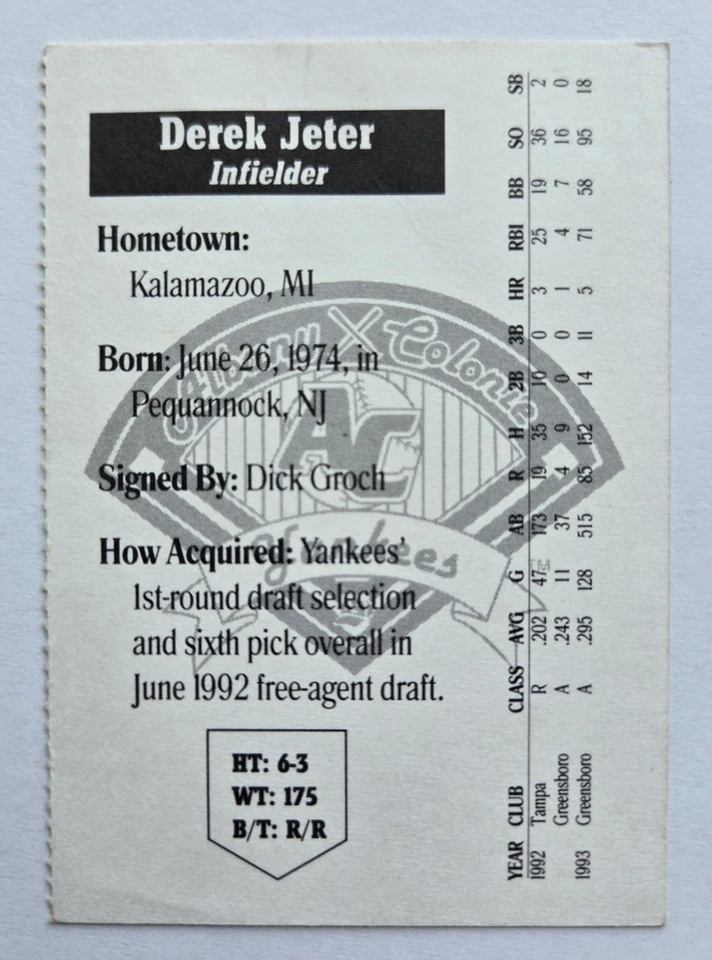 Derek Jeter
Infielder
Hometown:
Kalamazoo, MI
Born: June 26, 1974, in
Pequannock, NJ
Signed By: Dick Groch
How Acquired: Yankees'
1st-round draft selection
and sixth pick overall in
June 1992 free-agent draft.
HT: 6-3
WT: 175
B/T: R/R
Albany Colonie
AC
Yankees
YEAR CLUB CLASS AVG G AB R H 2B 3B HR RBI BB SO SB
1992 Tampa R .202 47 173 19 35 10 0 3 25 19 36 2
Greensboro A .243 11 37 4 9 0 0 1 4 7 16 0
1993 Greensboro A .295 128 515 85 152 14 11 5 71 58 95 18